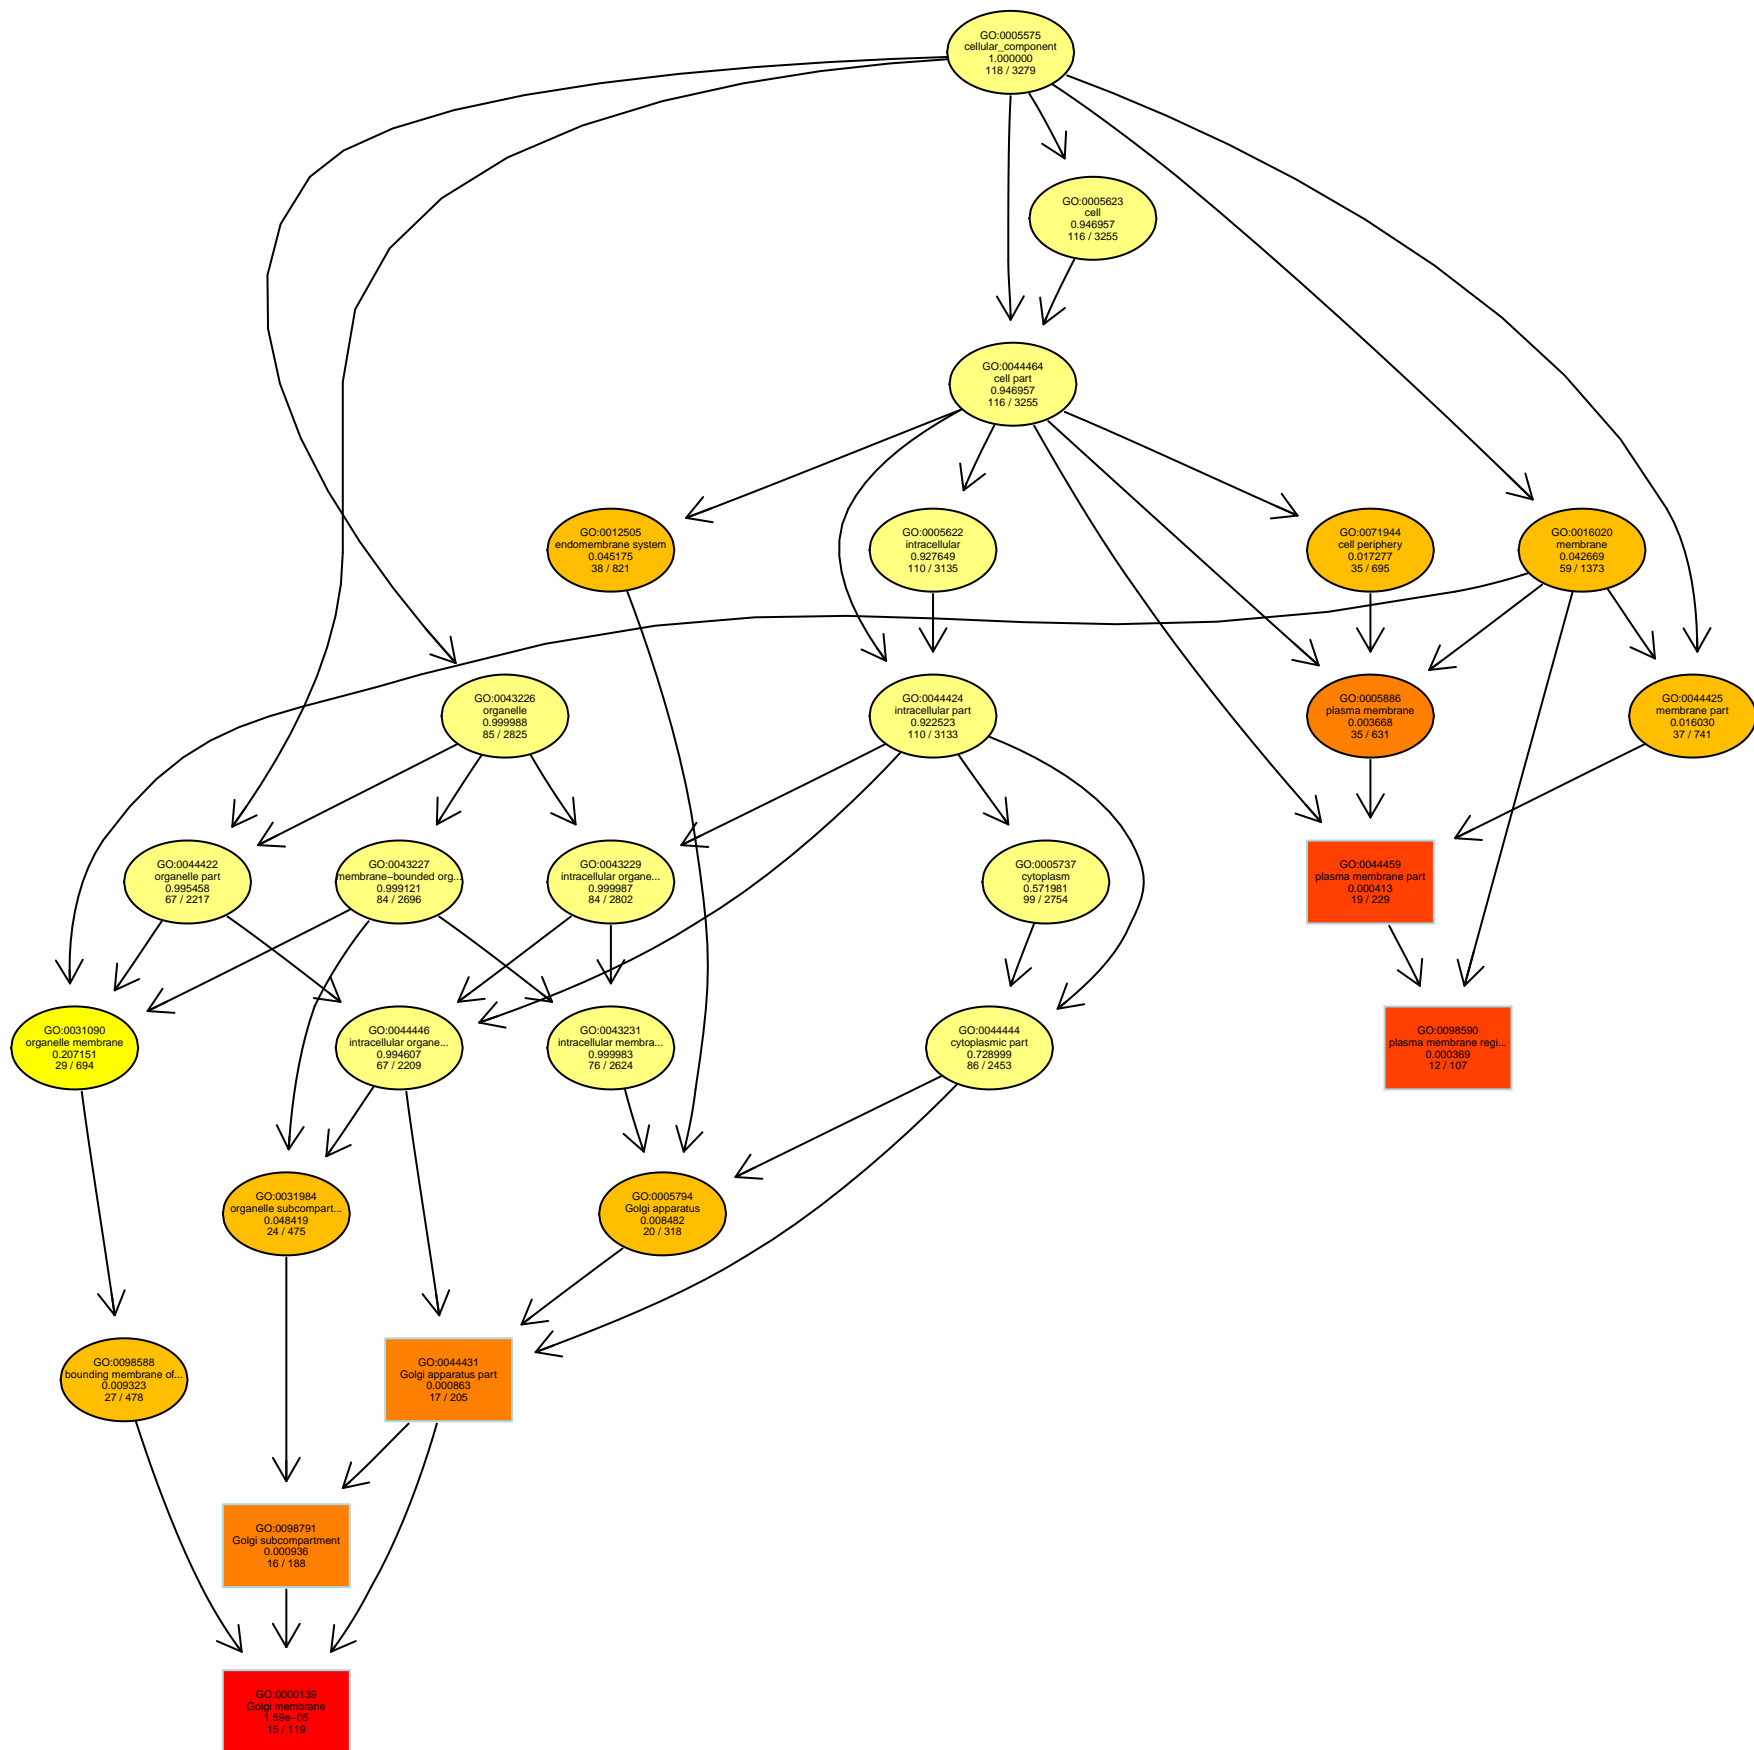 GO:0005575
cellular_component
1.000000
118 / 3279
GO:0005623
cell
0.946957
116 / 3255
GO:0044464
cell part
0.946957
116 / 3255
GO:0012505
endomembrane system
0.045175
38 / 821
GO:0005622
intracellular
0.927649
110 / 3135
GO:0071944
cell periphery
0.017277
35 / 695
GO:0016020
membrane
0.042669
59 / 1373
GO:0043226
organelle
0.999988
85 / 2825
GO:0044424
intracellular part
0.922523
110 / 3133
GO:0005886
plasma membrane
0.003668
35 / 631
GO:0044425
membrane part
0.016030
37 / 741
GO:0044422
organelle part
0.995458
67 / 2217
GO:0043227
membrane−bounded org...
0.999121
84 / 2696
GO:0043229
intracellular organe...
0.999987
84 / 2802
GO:0005737
cytoplasm
0.571981
99 / 2754
GO:0044459
plasma membrane part
0.000413
19 / 229
GO:0031090
organelle membrane
0.207151
29 / 694
GO:0044446
intracellular organe...
0.994607
67 / 2209
GO:0043231
intracellular membra...
0.999983
76 / 2624
GO:0044444
cytoplasmic part
0.728999
86 / 2453
GO:0098590
plasma membrane regi...
0.000369
12 / 107
GO:0031984
organelle subcompart...
0.048419
24 / 475
GO:0005794
Golgi apparatus
0.008482
20 / 318
GO:0098588
bounding membrane of...
0.009323
27 / 478
GO:0044431
Golgi apparatus part
0.000863
17 / 205
GO:0098791
Golgi subcompartment
0.000936
16 / 188
GO:0000139
Golgi membrane
1.59e−05
15 / 119